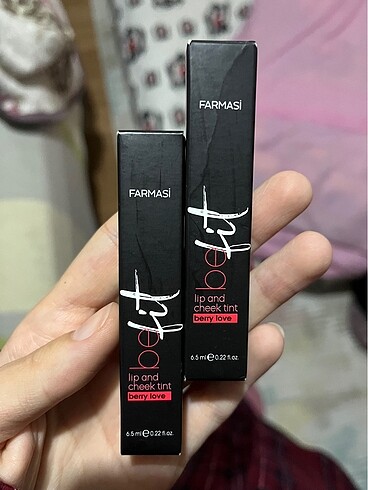 FARMASİ
be fit
lip and
cheek tint
berry love
6.5 ml ℮ 0.22 fl.oz.
FARMASİ
be fit
lip and
cheek tint
berry love
6.5 ml ℮ 0.22 fl.oz.